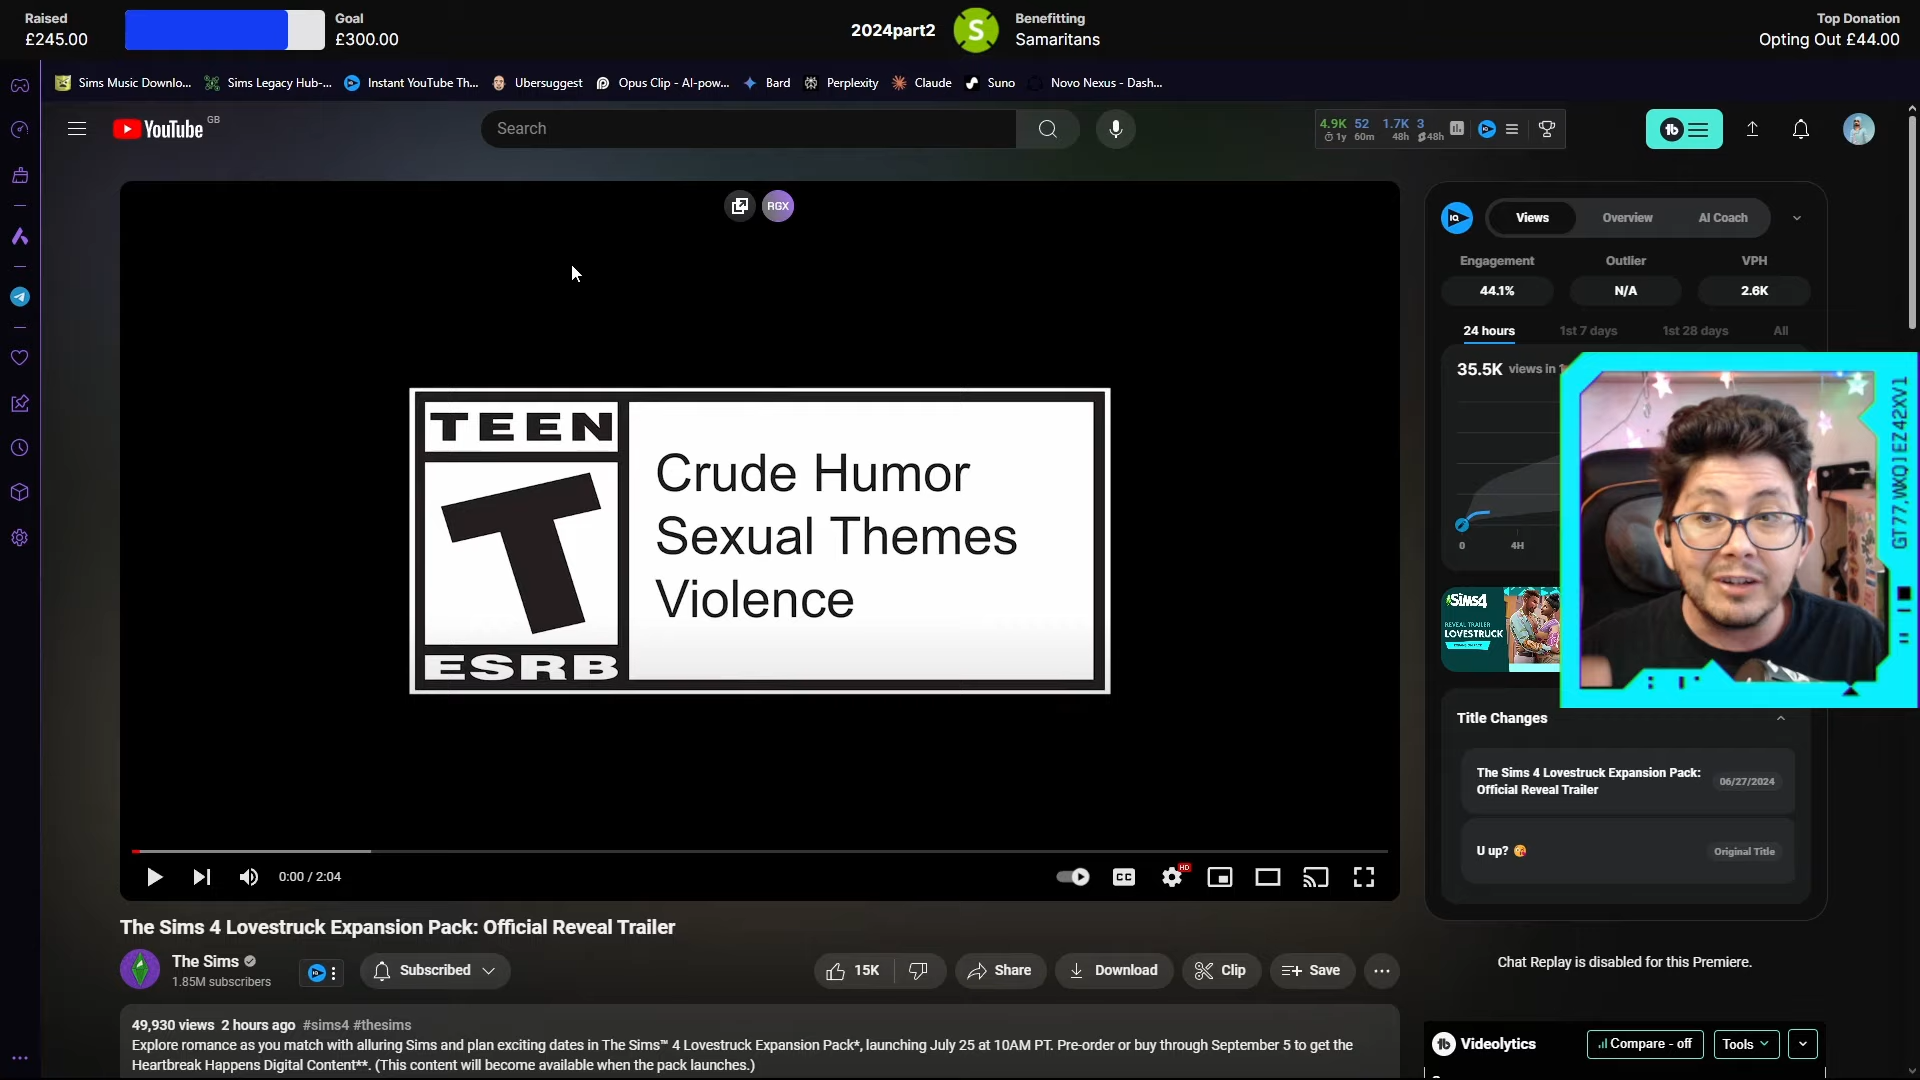 Raised
£245.00
Goal
£300.00
2024part2
S
Benefitting
Samaritans
Top Donation
Opting Out £44.00
Sims Music Downlo...
Sims Legacy Hub-...
Instant YouTube Th...
Ubersuggest
Opus Clip - AI-pow...
Bard
Perplexity
Claude
Suno
Novo Nexus - Dash...
YouTube GB
Search
4.9K 52 1.7K 3
1y 60m 48h 48h
RGX
IQ
Views
Overview
AI Coach
Engagement
Outlier
VPH
44.1%
N/A
2.6K
24 hours
1st 7 days
1st 28 days
All
35.5K views in
0
4H
TEEN
T
ESRB
Crude Humor
Sexual Themes
Violence
SIMS4
REVEAL TRAILER
LOVESTRUCK
Title Changes
The Sims 4 Lovestruck Expansion Pack:
Official Reveal Trailer
06/27/2024
U up? 😘
Original Title
0:00 / 2:04
CC
HD
The Sims 4 Lovestruck Expansion Pack: Official Reveal Trailer
The Sims
1.85M subscribers
Subscribed
15K
Share
Download
Clip
Save
Chat Replay is disabled for this Premiere.
49,930 views 2 hours ago #sims4 #thesims
Explore romance as you match with alluring Sims and plan exciting dates in The Sims™ 4 Lovestruck Expansion Pack*, launching July 25 at 10AM PT. Pre-order or buy through September 5 to get the
Heartbreak Happens Digital Content**. (This content will become available when the pack launches.)
Videolytics
Compare - off
Tools